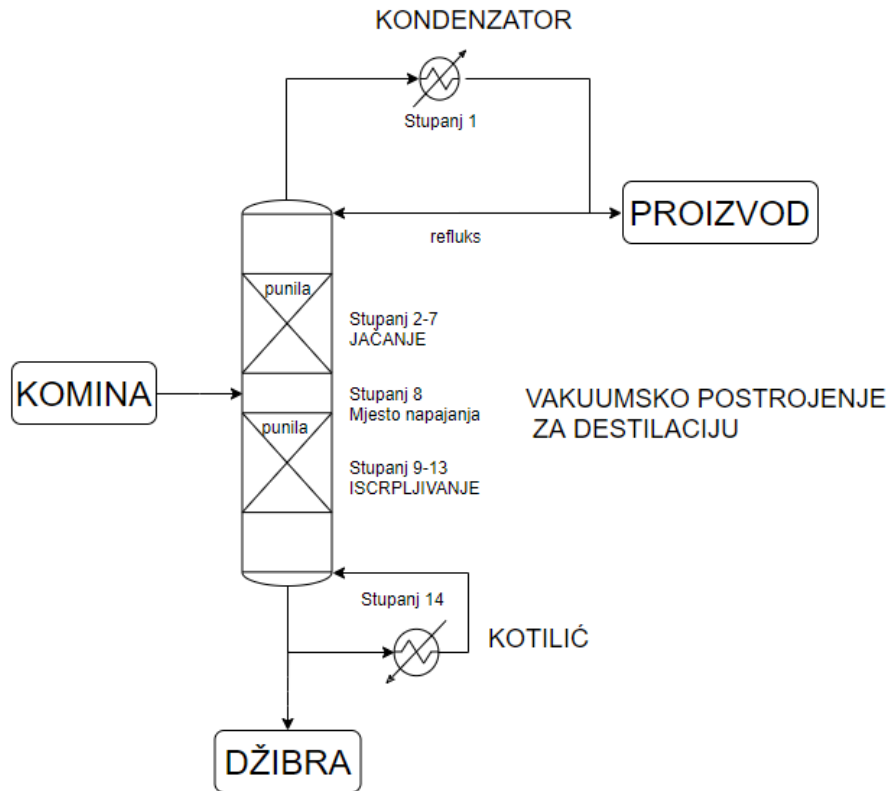 KONDENZATOR
Stupanj 1
PROIZVOD
refluks
punila
Stupanj 2-7
JAČANJE
KOMINA
Stupanj 8
Mjesto napajanja
VAKUUMSKO POSTROJENJE
ZA DESTILACIJU
punila
Stupanj 9-13
ISCRPLJIVANJE
Stupanj 14
KOTILIĆ
DŽIBRA